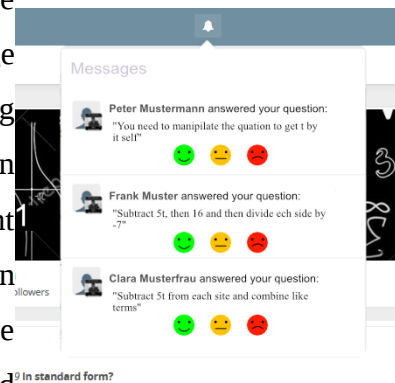 Messages
Peter Mustermann answered your question:
"You need to manipilate the quation to get t by
it self"
Frank Muster answered your question:
"Subtract 5t, then 16 and then divide ech side by
-7"
Clara Musterfrau answered your question:
"Subtract 5t from each site and combine like
terms"
ollowers
9 In standard form?